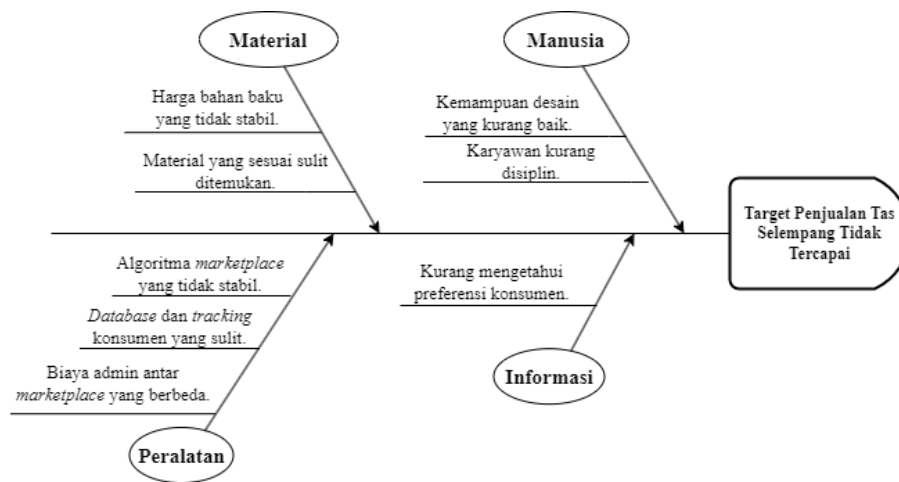 Material
Manusia
Harga bahan baku
yang tidak stabil.
Material yang sesuai sulit
ditemukan.
Kemampuan desain
yang kurang baik.
Karyawan kurang
disiplin.
Target Penjualan Tas
Selempang Tidak
Tercapai
Algoritma marketplace
yang tidak stabil.
Database dan tracking
konsumen yang sulit.
Biaya admin antar
marketplace yang berbeda.
Kurang mengetahui
preferensi konsumen.
Peralatan
Informasi